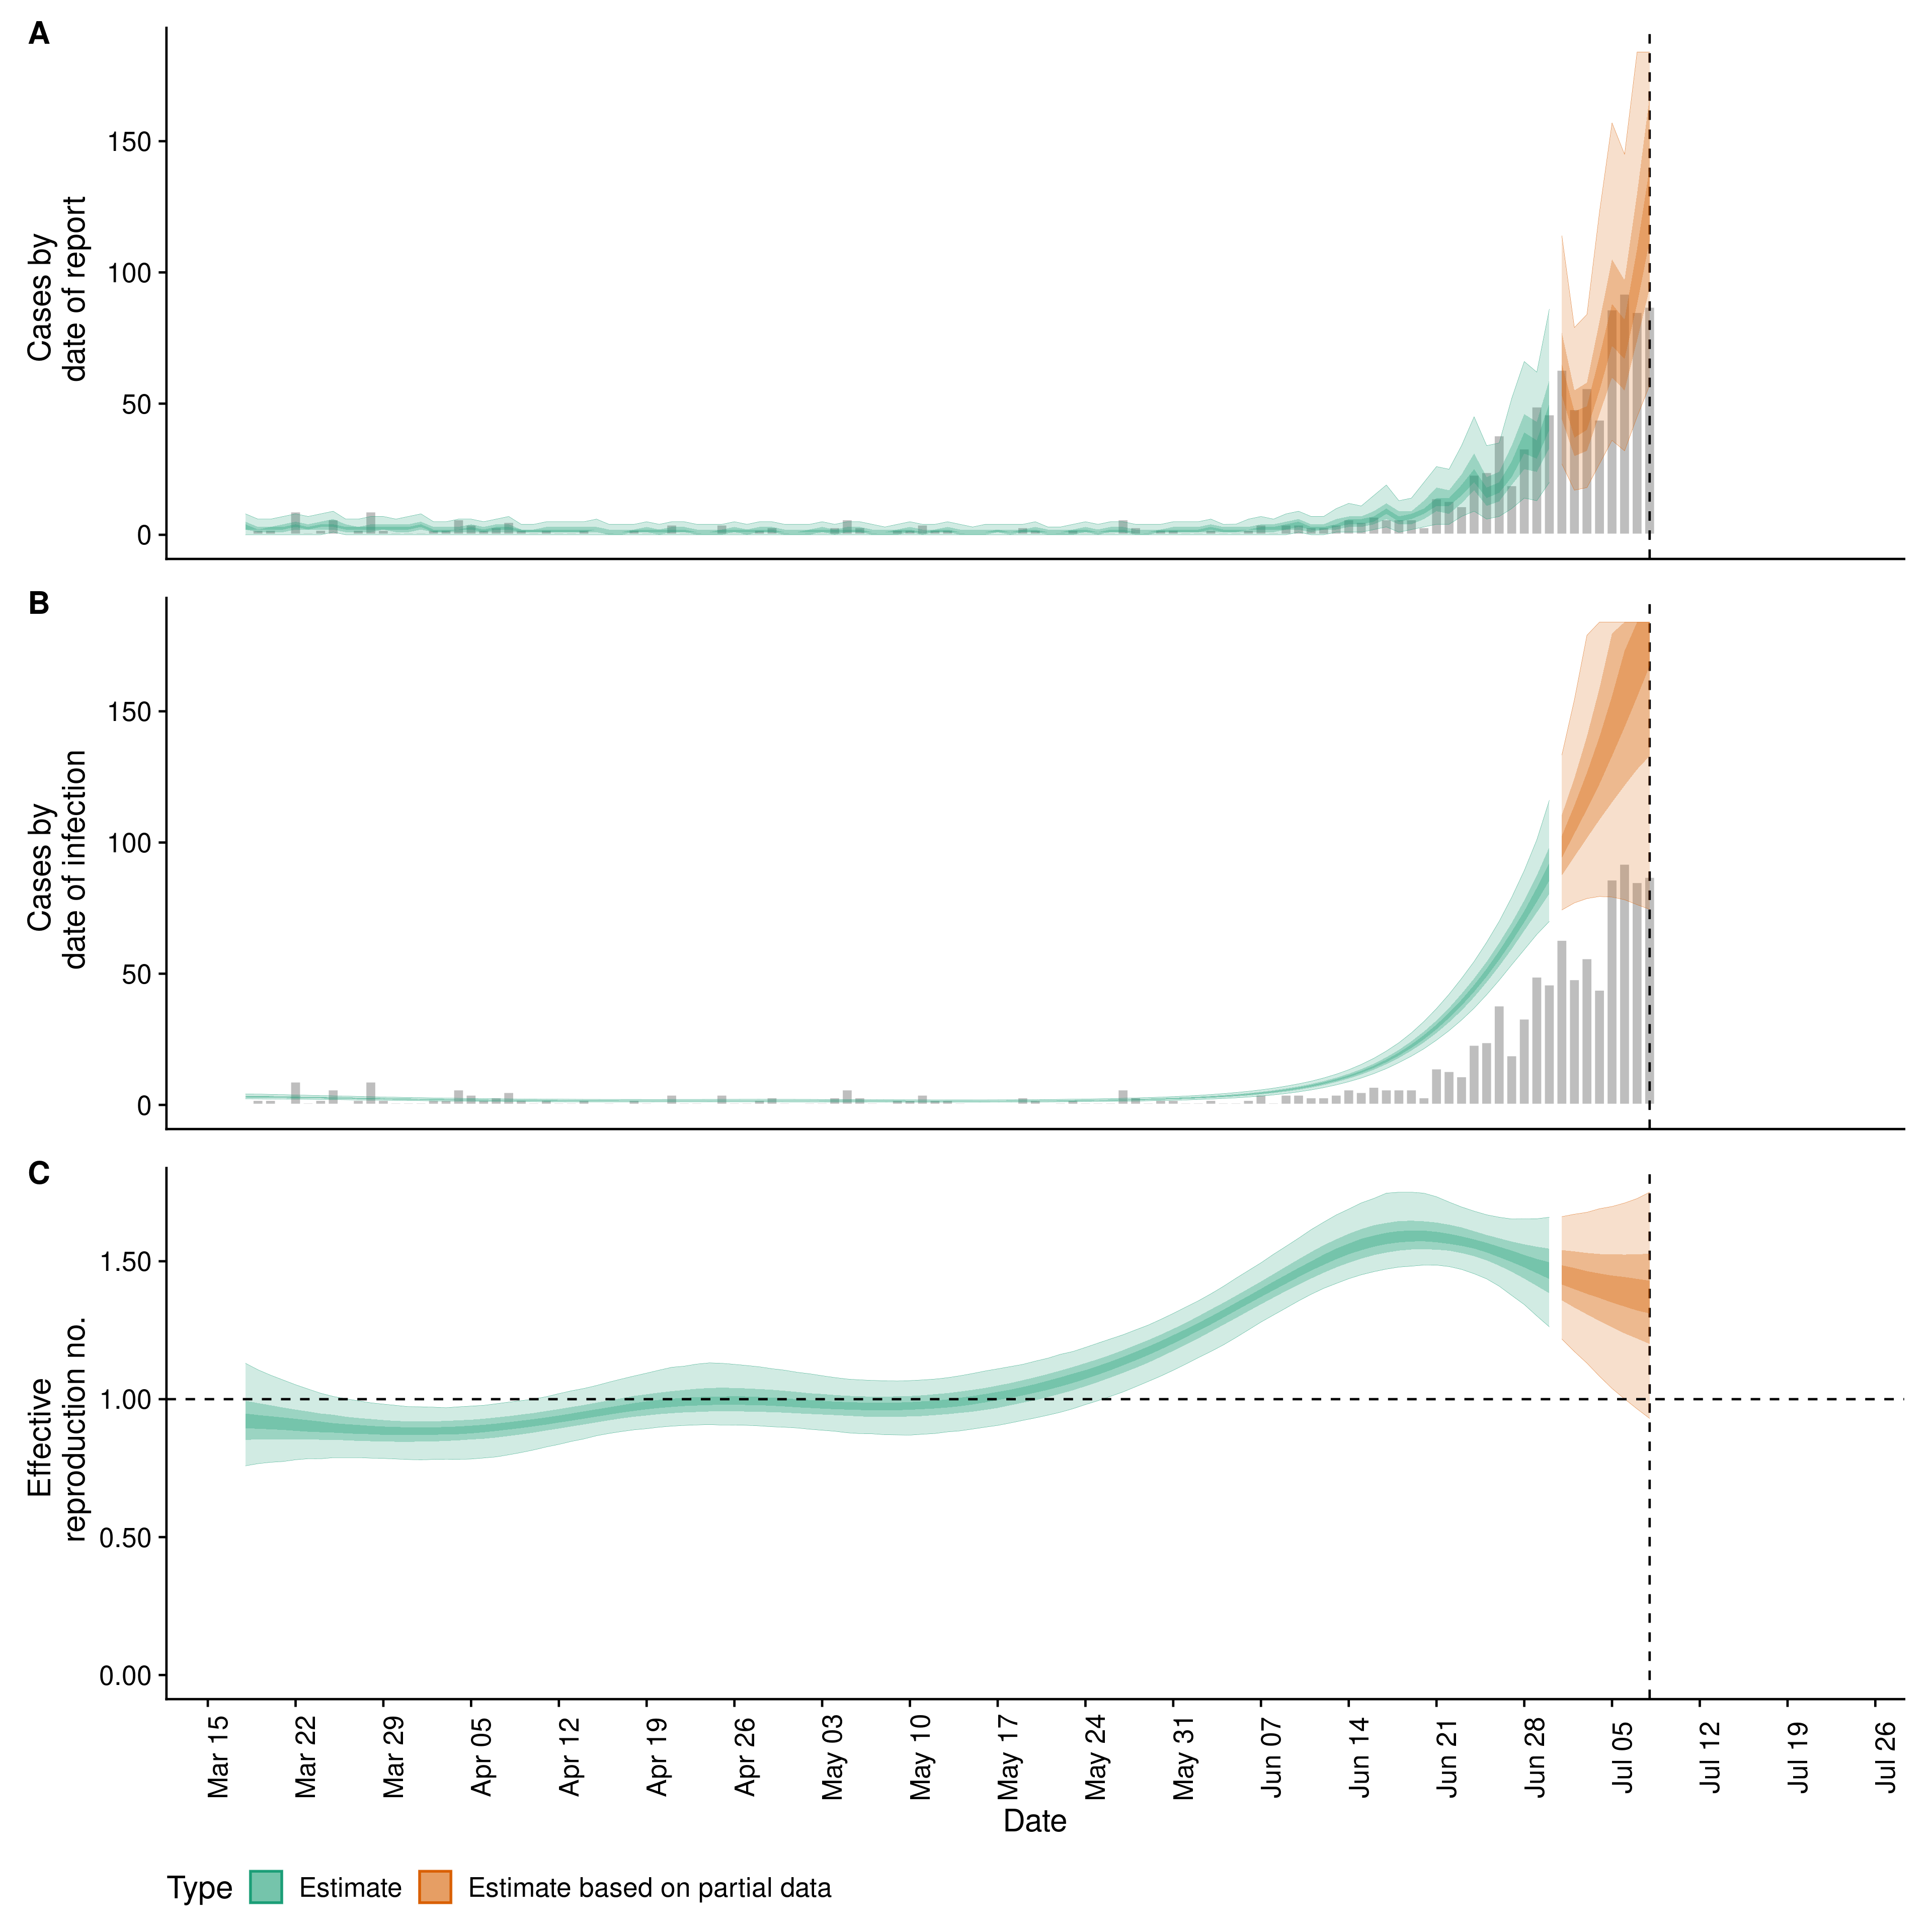 A
Cases by
date of report
150
100
50
0
B
Cases by
date of infection
150
100
50
0
C
Effective
reproduction no.
1.50
1.00
0.50
0.00
Mar 15
Mar 22
Mar 29
Apr 05
Apr 12
Apr 19
Apr 26
May 03
May 10
May 17
May 24
May 31
Jun 07
Jun 14
Jun 21
Jun 28
Jul 05
Jul 12
Jul 19
Jul 26
Date
Type Estimate Estimate based on partial data